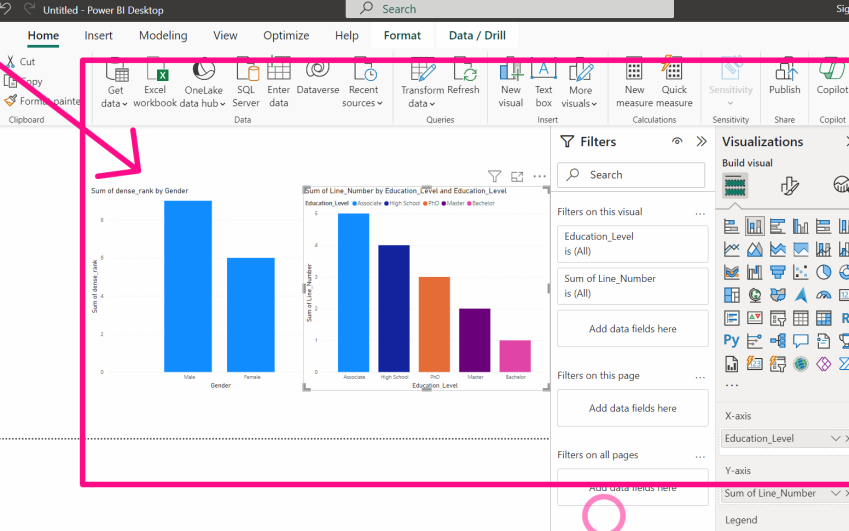 Untitled - Power BI Desktop
Search
Sig
Home Insert Modeling View Optimize Help Format Data / Drill
Cut
Copy
Format painter
Clipboard
Get data
Excel workbook
OneLake data hub
SQL Server
Enter data
Dataverse
Recent sources
Data
Transform data
Refresh
Queries
New visual
Text box
More visuals
Insert
New measure
Quick measure
Calculations
Sensitivity
Sensitivity
Publish
Share
Copilot
Copilot
Sum of dense_rank by Gender
Sum of dense_rank
8
6
4
2
0
Male Female
Gender
Sum of Line_Number by Education_Level and Education_Level
Education_Level Associate High School PhD Master Bachelor
Sum of Line_Number
5
4
3
2
1
0
Associate High School PhD Master Bachelor
Education_Level
Filters
Search
Filters on this visual
Education_Level
is (All)
Sum of Line_Number
is (All)
Add data fields here
Filters on this page
Add data fields here
Filters on all pages
Add data fields here
Visualizations
Build visual
123
R
Py
X-axis
Education_Level
Y-axis
Sum of Line_Number
Legend